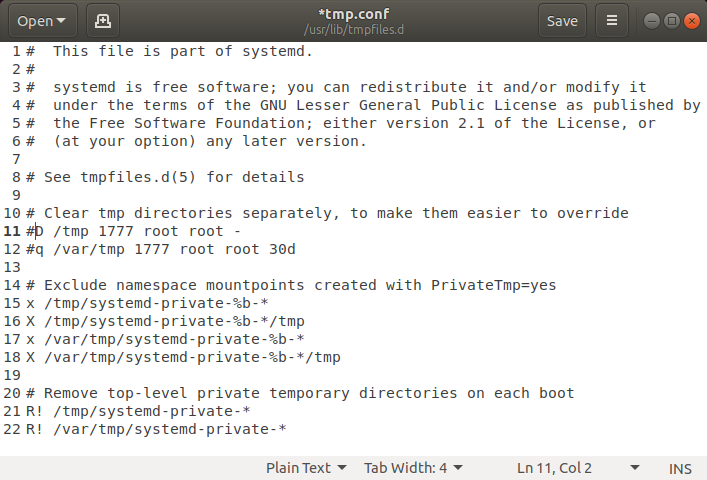 Open
*tmp.conf
/usr/lib/tmpfiles.d
Save
1 #  This file is part of systemd.
2 #
3 #  systemd is free software; you can redistribute it and/or modify it
4 #  under the terms of the GNU Lesser General Public License as published by
5 #  the Free Software Foundation; either version 2.1 of the License, or
6 #  (at your option) any later version.
7
8 # See tmpfiles.d(5) for details
9
10 # Clear tmp directories separately, to make them easier to override
11 #D /tmp 1777 root root -
12 #q /var/tmp 1777 root root 30d
13
14 # Exclude namespace mountpoints created with PrivateTmp=yes
15 x /tmp/systemd-private-%b-*
16 X /tmp/systemd-private-%b-*/tmp
17 x /var/tmp/systemd-private-%b-*
18 X /var/tmp/systemd-private-%b-*/tmp
19
20 # Remove top-level private temporary directories on each boot
21 R! /tmp/systemd-private-*
22 R! /var/tmp/systemd-private-*
Plain Text Tab Width: 4 Ln 11, Col 2 INS